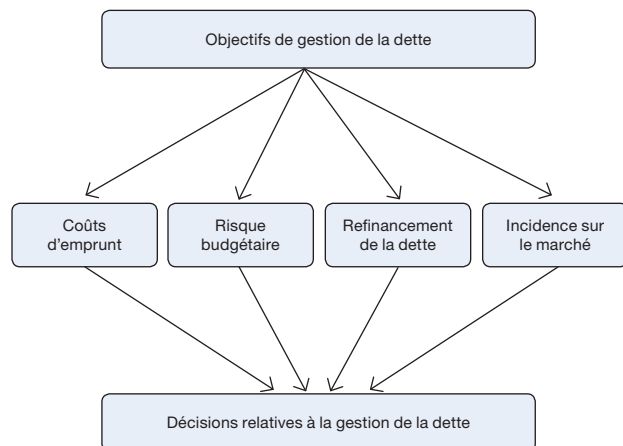 Objectifs de gestion de la dette
Coûts
d'emprunt
Risque
budgétaire
Refinancement
de la dette
Incidence sur
le marché
Décisions relatives à la gestion de la dette